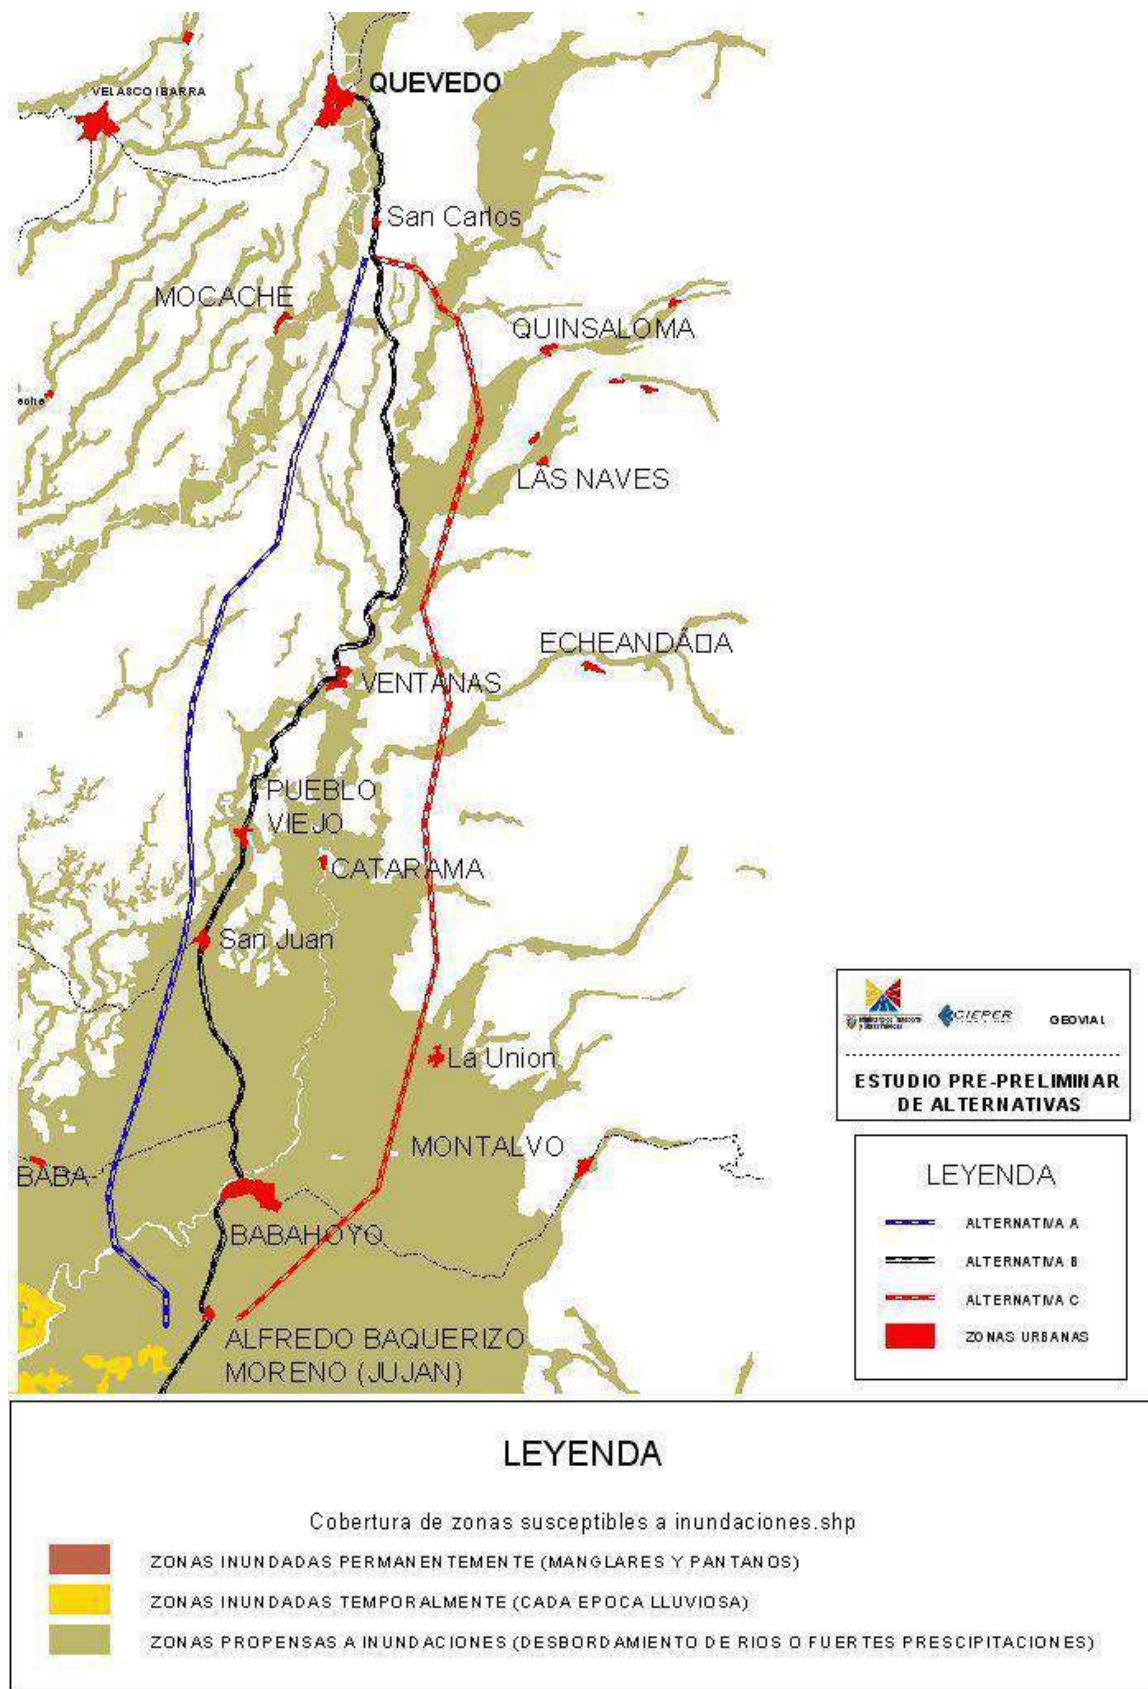 QUEVEDO
VELASCO IBARRA
San Carlos
MOCACHE
QUINSALOMA
eche
LAS NAVES
ECHEANDÃ□A
VENTANAS
PUEBLO
VIEJO
CATARAMA
San Juan
La Union
MONTALVO
BABA
BABAHOYO
ALFREDO BAQUERIZO
MORENO (JUJAN)
CIEPER
GEOVIAL
ESTUDIO PRE-PRELIMINAR
DE ALTERNATIVAS
LEYENDA
ALTERNATIVA A
ALTERNATIVA B
ALTERNATIVA C
ZONAS URBANAS
LEYENDA
Cobertura de zonas susceptibles a inundaciones.shp
ZONAS INUNDADAS PERMANENTEMENTE (MANGLARES Y PANTANOS)
ZONAS INUNDADAS TEMPORALMENTE (CADA EPOCA LLUVIOSA)
ZONAS PROPENSAS A INUNDACIONES (DESBORDAMIENTO DE RIOS O FUERTES PRESCIPITACIONES)